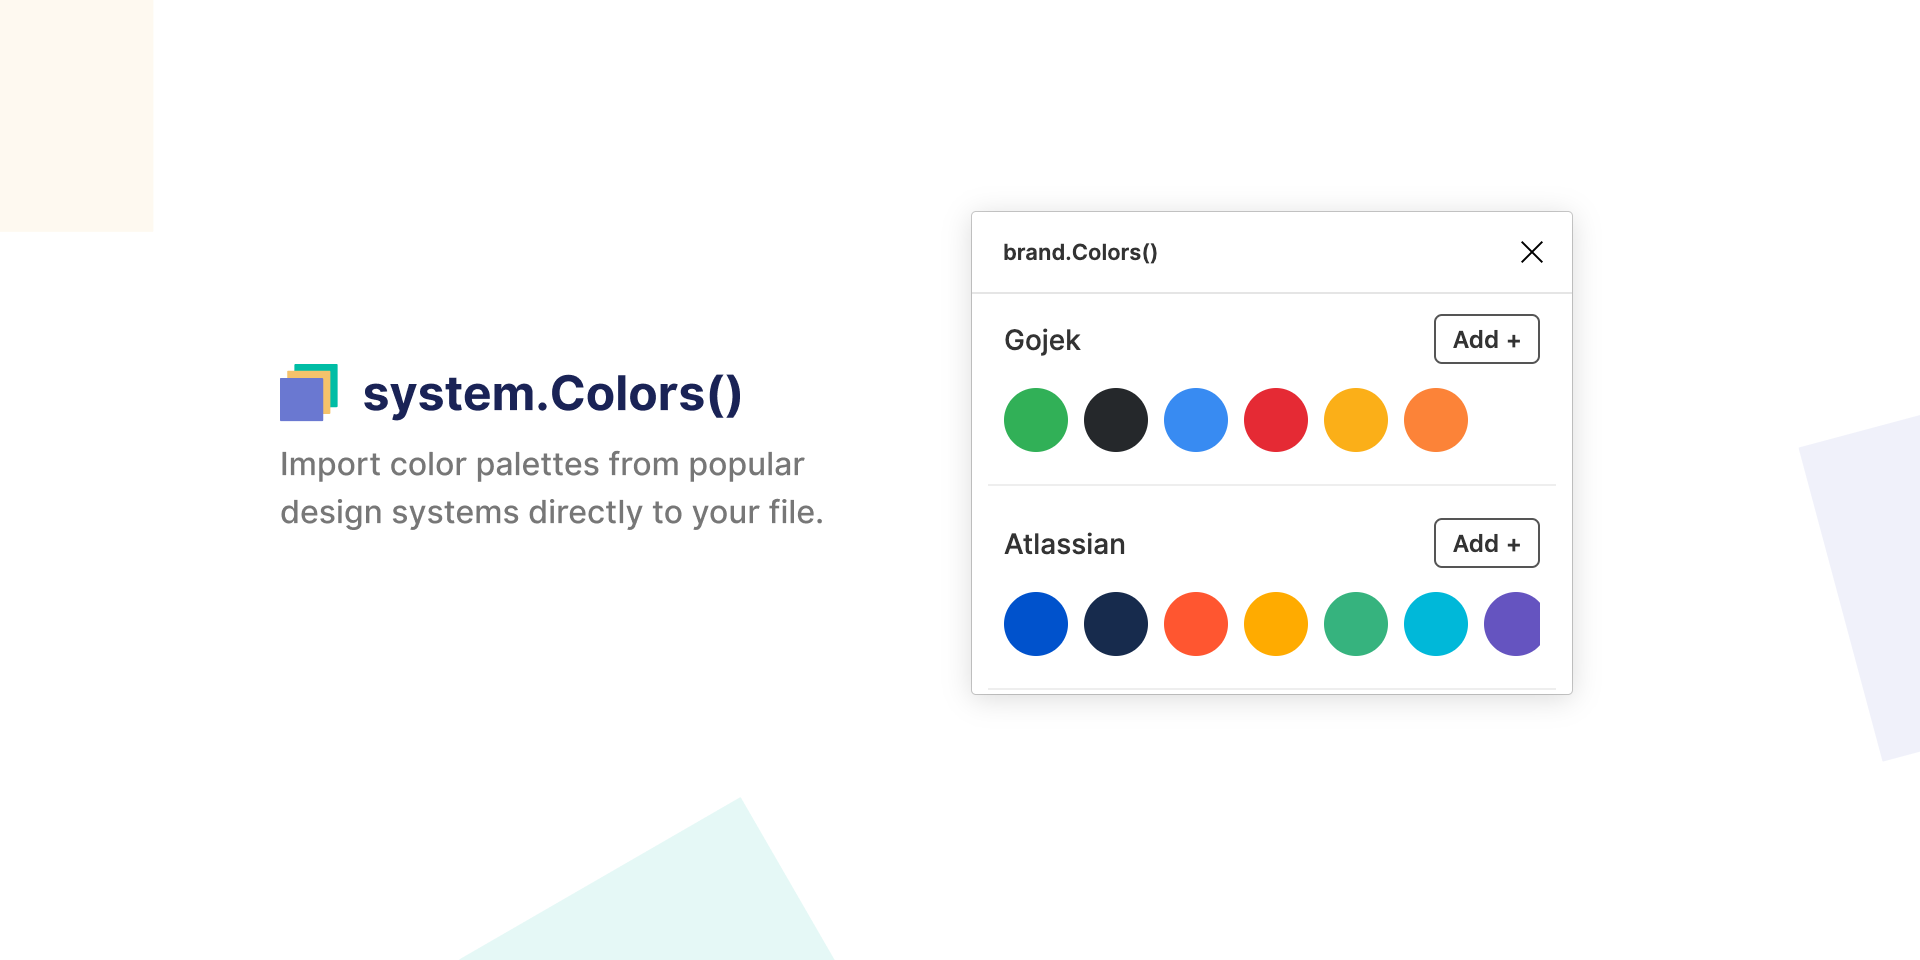 system.Colors()
Import color palettes from popular
design systems directly to your file.
brand.Colors()
Gojek
Add +
Atlassian
Add +